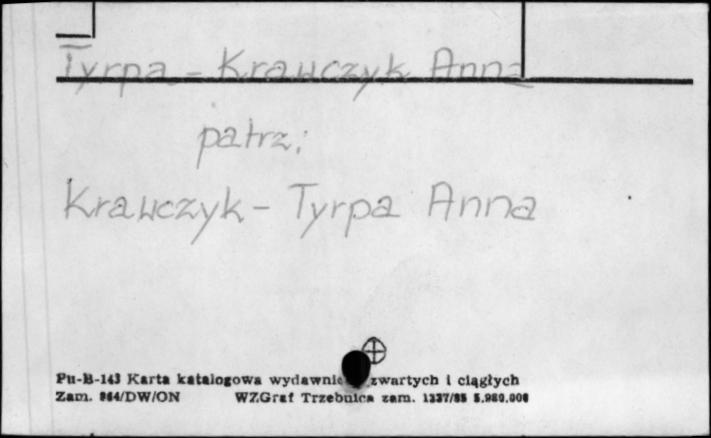 Tyrpa - Krawczyk Anna
patrz:
Krawczyk - Tyrpa Anna
Pu-B-143 Karta katalogowa zwartych i ciągłych
Zam. 864/DW/ON WZGraf Trzebnica zam. 1337/85 5.980.000